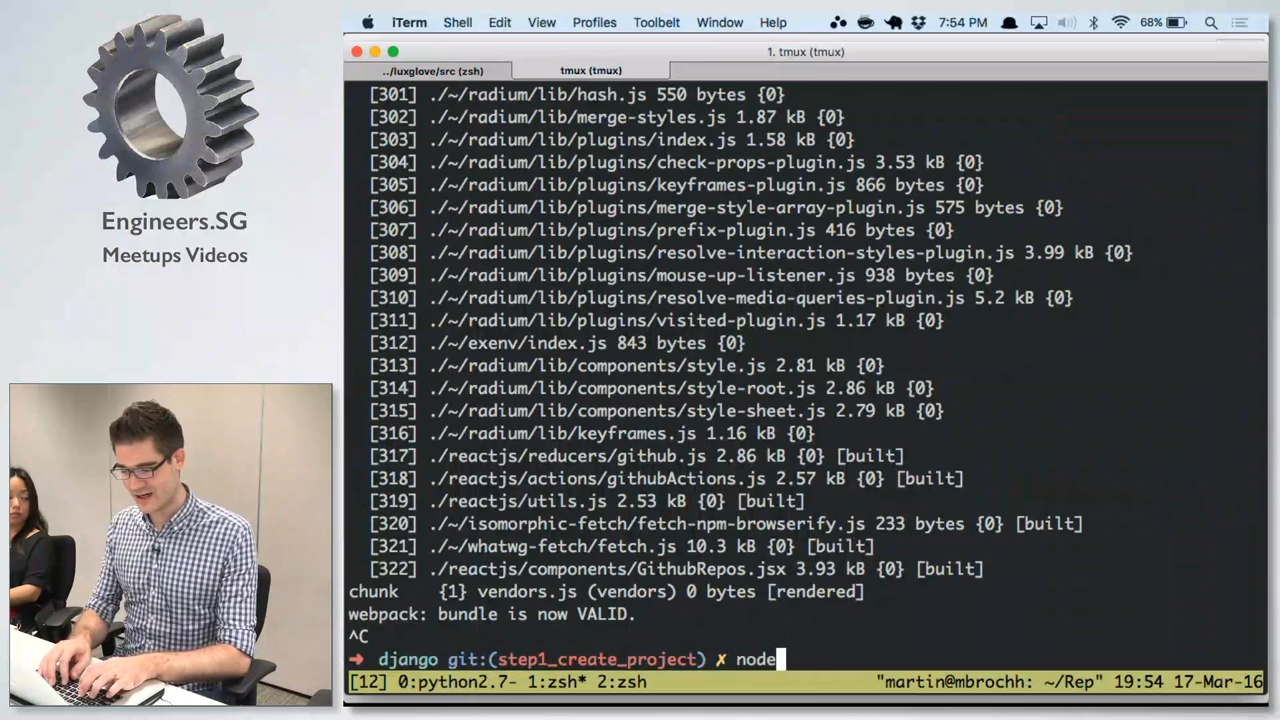 iTerm Shell Edit View Profiles Toolbelt Window Help 7:54 PM 68%
1. tmux (tmux)
../luxglove/src (zsh) tmux (tmux)
[301] ./~/radium/lib/hash.js 550 bytes {0}
[302] ./~/radium/lib/merge-styles.js 1.87 kB {0}
[303] ./~/radium/lib/plugins/index.js 1.58 kB {0}
[304] ./~/radium/lib/plugins/check-props-plugin.js 3.53 kB {0}
[305] ./~/radium/lib/plugins/keyframes-plugin.js 866 bytes {0}
[306] ./~/radium/lib/plugins/merge-style-array-plugin.js 575 bytes {0}
[307] ./~/radium/lib/plugins/prefix-plugin.js 416 bytes {0}
[308] ./~/radium/lib/plugins/resolve-interaction-styles-plugin.js 3.99 kB {0}
[309] ./~/radium/lib/plugins/mouse-up-listener.js 938 bytes {0}
[310] ./~/radium/lib/plugins/resolve-media-queries-plugin.js 5.2 kB {0}
[311] ./~/radium/lib/plugins/visited-plugin.js 1.17 kB {0}
[312] ./~/exenv/index.js 843 bytes {0}
[313] ./~/radium/lib/components/style.js 2.81 kB {0}
[314] ./~/radium/lib/components/style-root.js 2.86 kB {0}
[315] ./~/radium/lib/components/style-sheet.js 2.79 kB {0}
[316] ./~/radium/lib/keyframes.js 1.16 kB {0}
[317] ./reactjs/reducers/github.js 2.86 kB {0} [built]
[318] ./reactjs/actions/githubActions.js 2.57 kB {0} [built]
[319] ./reactjs/utils.js 2.53 kB {0} [built]
[320] ./~/isomorphic-fetch/fetch-npm-browserify.js 233 bytes {0} [built]
[321] ./~/whatwg-fetch/fetch.js 10.3 kB {0} [built]
[322] ./reactjs/components/GithubRepos.jsx 3.93 kB {0} [built]
chunk {1} vendors.js (vendors) 0 bytes [rendered]
webpack: bundle is now VALID.
^C
➜ django git:(step1_create_project) ✗ node
[12] 0:python2.7- 1:zsh* 2:zsh "martin@mbrochh: ~/Rep" 19:54 17-Mar-16
Engineers.SG
Meetups Videos